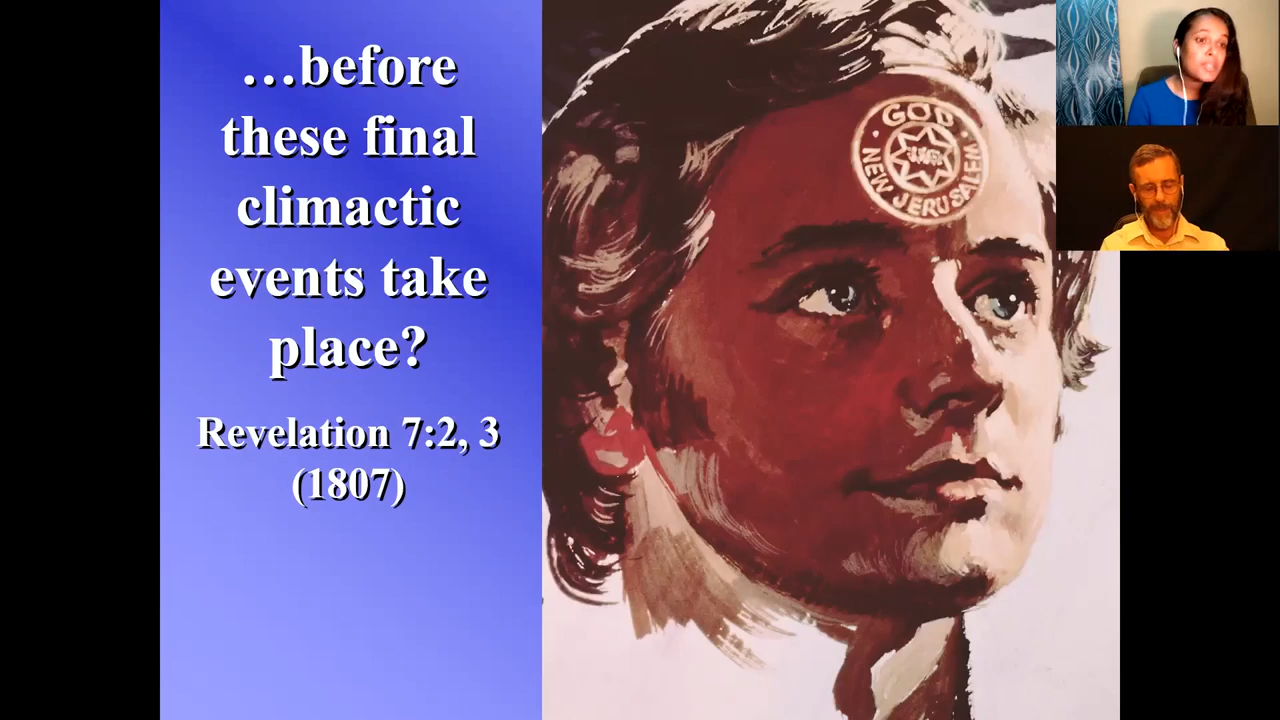 …before
these final
climactic
events take
place?
Revelation 7:2, 3
(1807)
GOD
NEW JERUSALEM